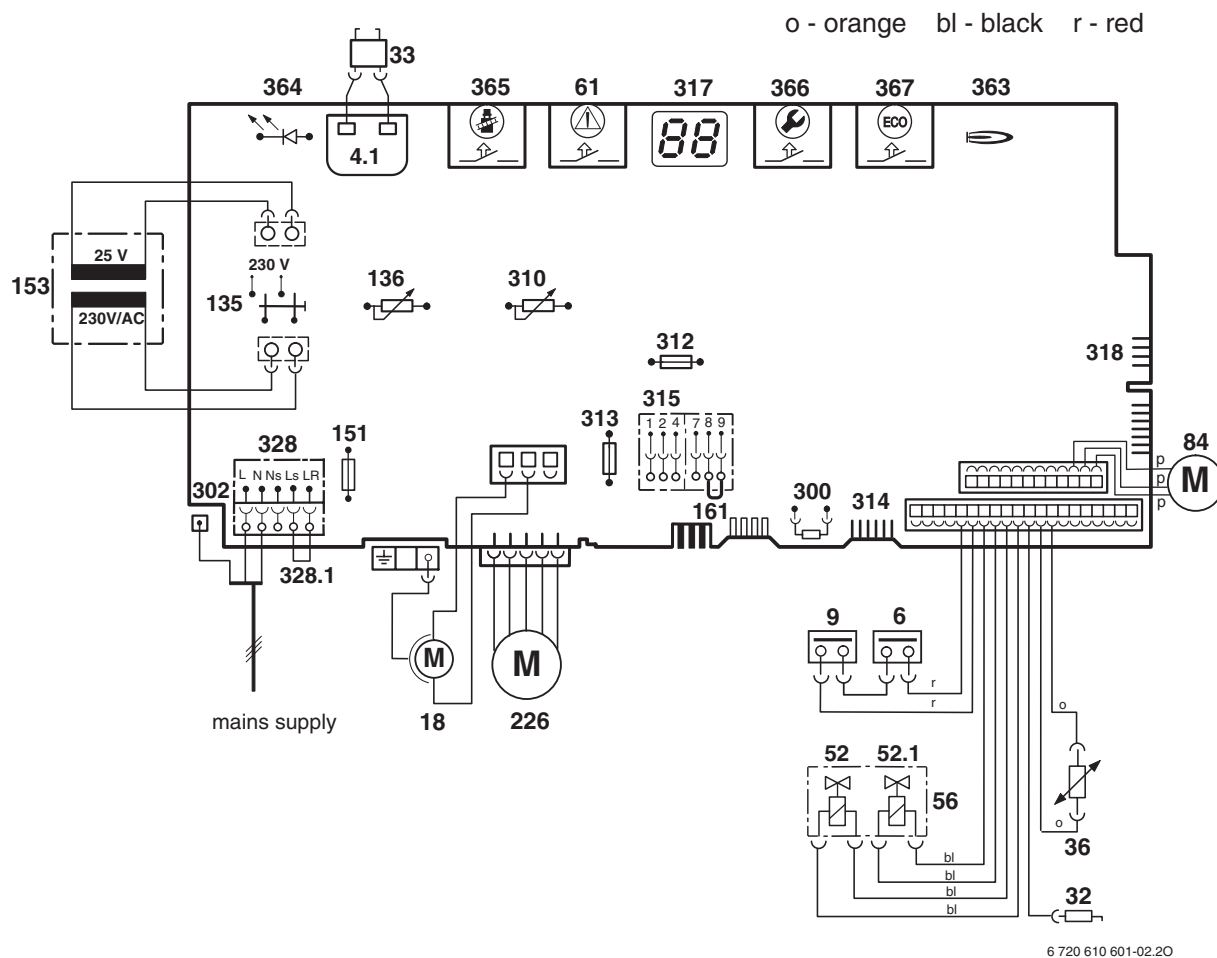 o - orange bl - black r - red
33
364 365 61 317 366 367 363
4.1
88
ECO
25 V
153
230V/AC
230 V
135
136
310
312
318
315
1 2 4 7 8 9
313
151
328
L N Ns Ls LR
302
161
300
314
84
p
p
p
M
328.1
M
M
mains supply
18
226
9
6
r
r
o
52
52.1
56
o
36
bl
bl
bl
bl
32
6 720 610 601-02.2O